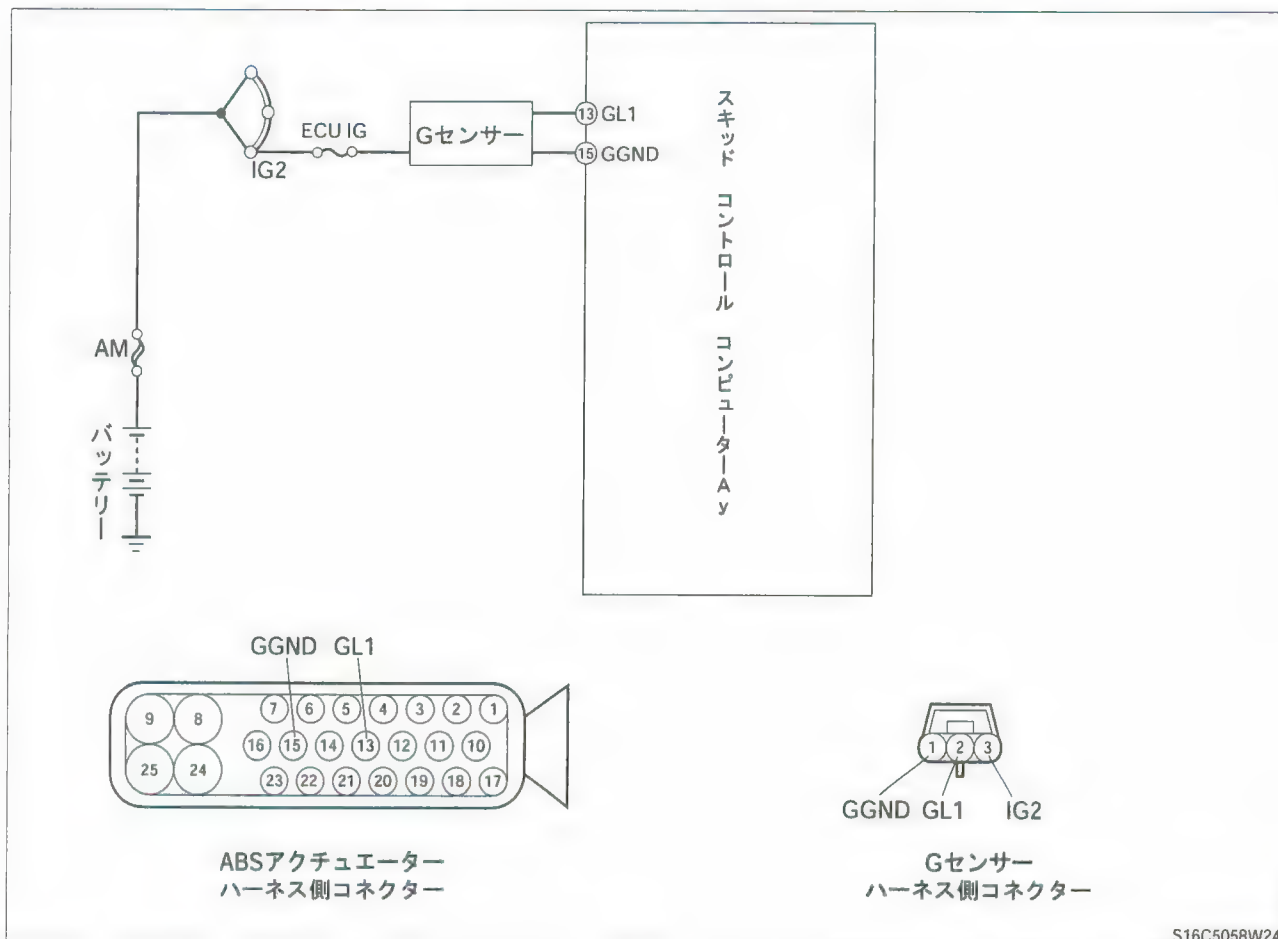 ECU IG
Gセンサー
IG2
13 GL1
15 GGND
スキッド コントロール コンピューターAy
AM
バッテリー
GGND GL1
9 8 7 6 5 4 3 2 1
16 15 14 13 12 11 10
25 24 23 22 21 20 19 18 17
ABSアクチュエーター
ハーネス側コネクター
1 2 3
GGND GL1 IG2
Gセンサー
ハーネス側コネクター
S16C5058W24